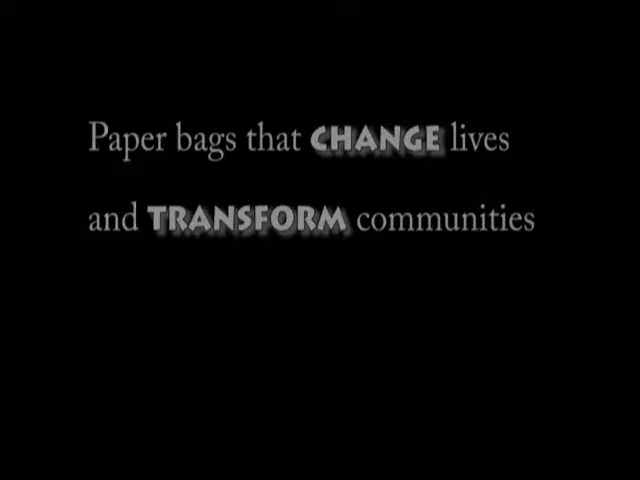 Paper bags that CHANGE lives
and TRANSFORM communities